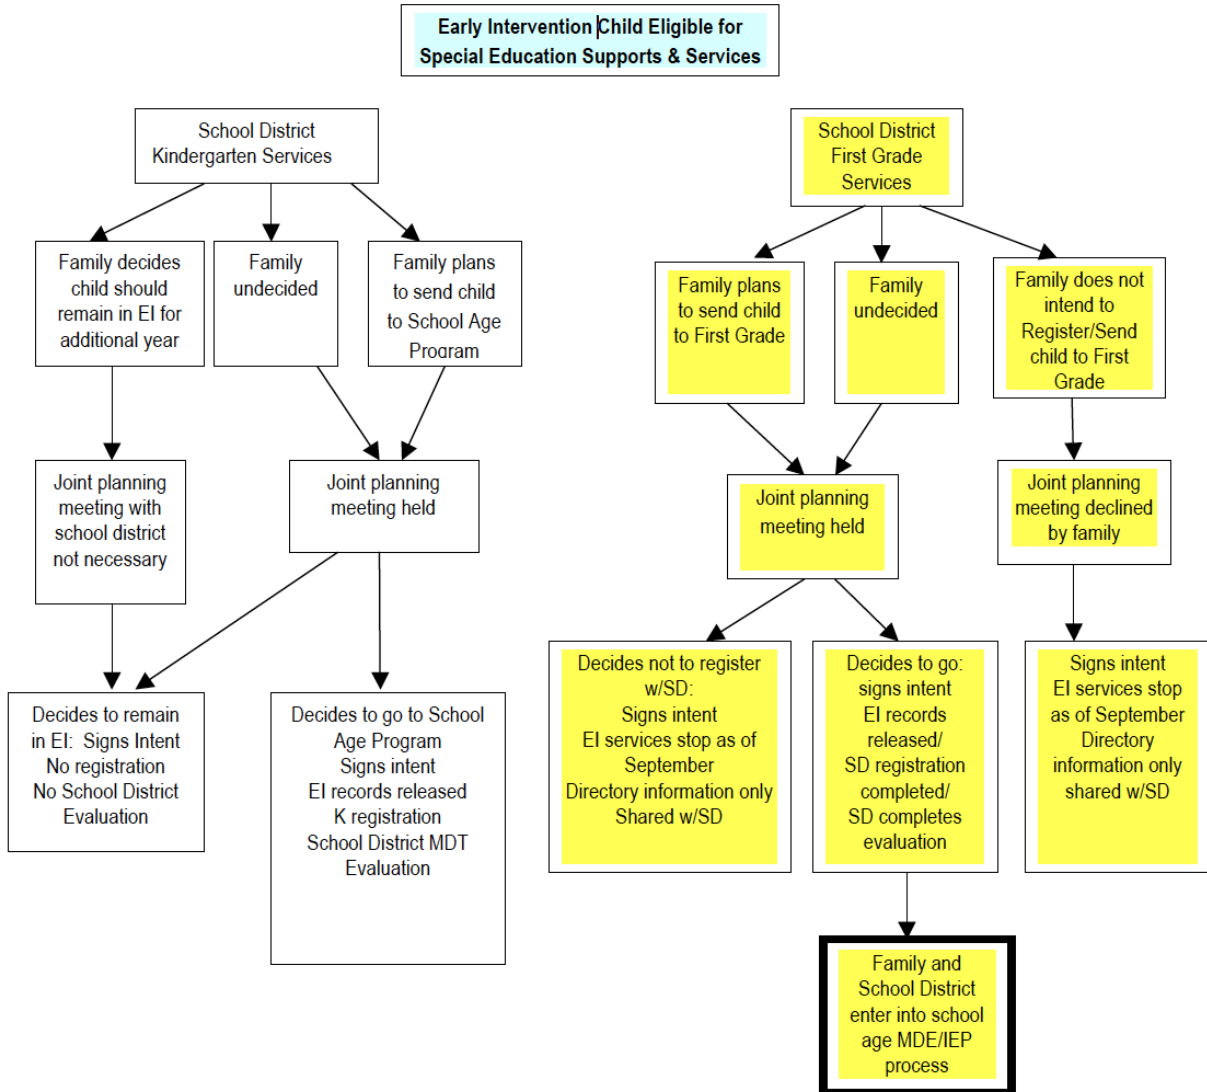 Early Intervention Child Eligible for
Special Education Supports & Services
School District
Kindergarten Services
Family decides
child should
remain in EI for
additional year
Family
undecided
Family plans
to send child
to School Age
Program
Joint planning
meeting with
school district
not necessary
Joint planning
meeting held
Decides to remain
in EI: Signs Intent
No registration
No School District
Evaluation
Decides to go to School
Age Program
Signs intent
EI records released
K registration
School District MDT
Evaluation
School District
First Grade
Services
Family plans
to send child
to First Grade
Family
undecided
Family does not
intend to
Register/Send
child to First
Grade
Joint planning
meeting held
Joint planning
meeting declined
by family
Decides not to register
w/SD:
Signs intent
EI services stop as of
September
Directory information only
Shared w/SD
Decides to go:
signs intent
EI records
released/
SD registration
completed/
SD completes
evaluation
Signs intent
EI services stop
as of September
Directory
information only
shared w/SD
Family and
School District
enter into school
age MDE/IEP
process